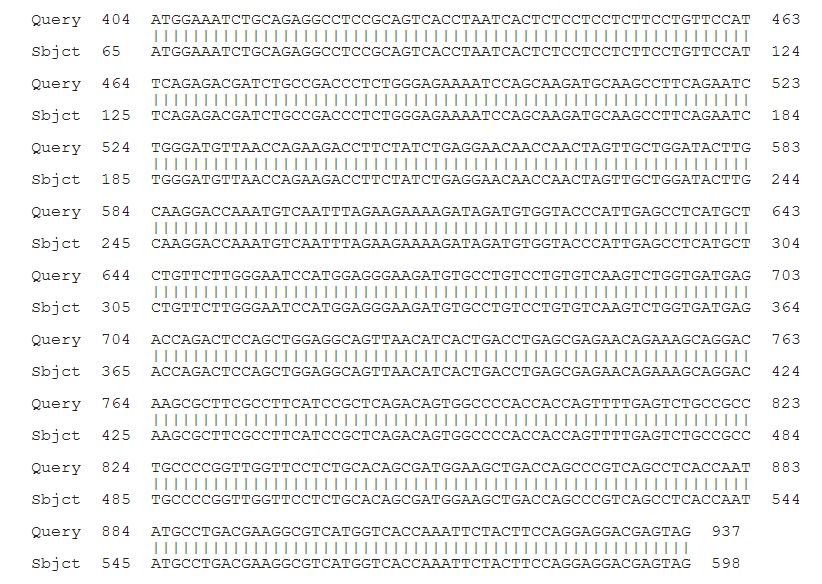 Query 404 ATGGAAATCTGCAGAGGCCTCCGCAGTCACCTAATCACTCTCCTCCTCTTCCTGTTCCAT 463
||||||||||||||||||||||||||||||||||||||||||||||||||||||||||||
Sbjct 65 ATGGAAATCTGCAGAGGCCTCCGCAGTCACCTAATCACTCTCCTCCTCTTCCTGTTCCAT 124
Query 464 TCAGAGACGATCTGCCGACCCTCTGGGAGAAAATCCAGCAAGATGCAAGCCTTCAGAATC 523
||||||||||||||||||||||||||||||||||||||||||||||||||||||||||||
Sbjct 125 TCAGAGACGATCTGCCGACCCTCTGGGAGAAAATCCAGCAAGATGCAAGCCTTCAGAATC 184
Query 524 TGGGATGTTAACCAGAAGACCTTCTATCTGAGGAACAACCAACTAGTTGCTGGATACTTG 583
||||||||||||||||||||||||||||||||||||||||||||||||||||||||||||
Sbjct 185 TGGGATGTTAACCAGAAGACCTTCTATCTGAGGAACAACCAACTAGTTGCTGGATACTTG 244
Query 584 CAAGGACCAAATGTCAATTTAGAAGAAAAGATAGATGTGGTACCCATTGAGCCTCATGCT 643
||||||||||||||||||||||||||||||||||||||||||||||||||||||||||||
Sbjct 245 CAAGGACCAAATGTCAATTTAGAAGAAAAGATAGATGTGGTACCCATTGAGCCTCATGCT 304
Query 644 CTGTTCTTGGGAATCCATGGAGGGAAGATGTGCCTGTCCTGTGTCAAGTCTGGTGATGAG 703
||||||||||||||||||||||||||||||||||||||||||||||||||||||||||||
Sbjct 305 CTGTTCTTGGGAATCCATGGAGGGAAGATGTGCCTGTCCTGTGTCAAGTCTGGTGATGAG 364
Query 704 ACCAGACTCCAGCTGGAGGCAGTTAACATCACTGACCTGAGCGAGAACAGAAAGCAGGAC 763
||||||||||||||||||||||||||||||||||||||||||||||||||||||||||||
Sbjct 365 ACCAGACTCCAGCTGGAGGCAGTTAACATCACTGACCTGAGCGAGAACAGAAAGCAGGAC 424
Query 764 AAGCGCTTCGCCTTCATCCGCTCAGACAGTGGCCCCACCACCAGTTTTGAGTCTGCCGCC 823
||||||||||||||||||||||||||||||||||||||||||||||||||||||||||||
Sbjct 425 AAGCGCTTCGCCTTCATCCGCTCAGACAGTGGCCCCACCACCAGTTTTGAGTCTGCCGCC 484
Query 824 TGCCCCGGTTGGTTCCTCTGCACAGCGATGGAAGCTGACCAGCCCGTCAGCCTCACCAAT 883
||||||||||||||||||||||||||||||||||||||||||||||||||||||||||||
Sbjct 485 TGCCCCGGTTGGTTCCTCTGCACAGCGATGGAAGCTGACCAGCCCGTCAGCCTCACCAAT 544
Query 884 ATGCCTGACGAAGGCGTCATGGTCACCAAATTCTACTTCCAGGAGGACGAGTAG 937
||||||||||||||||||||||||||||||||||||||||||||||||||||||
Sbjct 545 ATGCCTGACGAAGGCGTCATGGTCACCAAATTCTACTTCCAGGAGGACGAGTAG 598